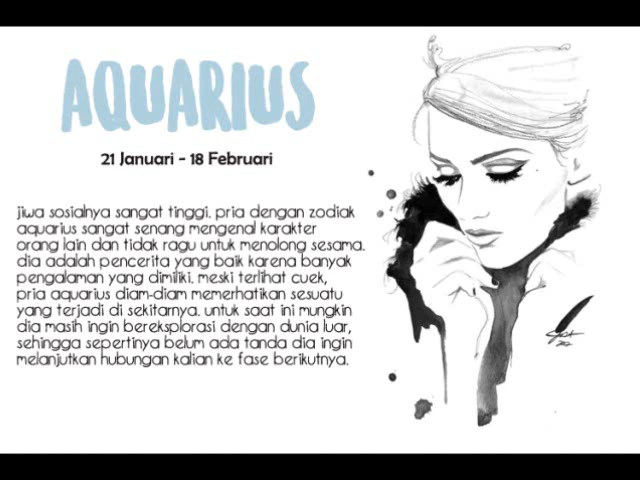 AQUARIUS
21 Januari - 18 Februari
jiwa sosialnya sangat tinggi. pria dengan zodiak
aquarius sangat senang mengenal karakter
orang lain dan tidak ragu untuk menolong sesama.
dia adalah pencerita yang baik karena banyak
pengalaman yang dimiliki. meski terlihat cuek,
pria aquarius diam-diam memerhatikan sesuatu
yang terjadi di sekitarnya. untuk saat ini mungkin
dia masih ingin bereksplorasi dengan dunia luar,
sehingga sepertinya belum ada tanda dia ingin
melanjutkan hubungan kalian ke fase berikutnya.